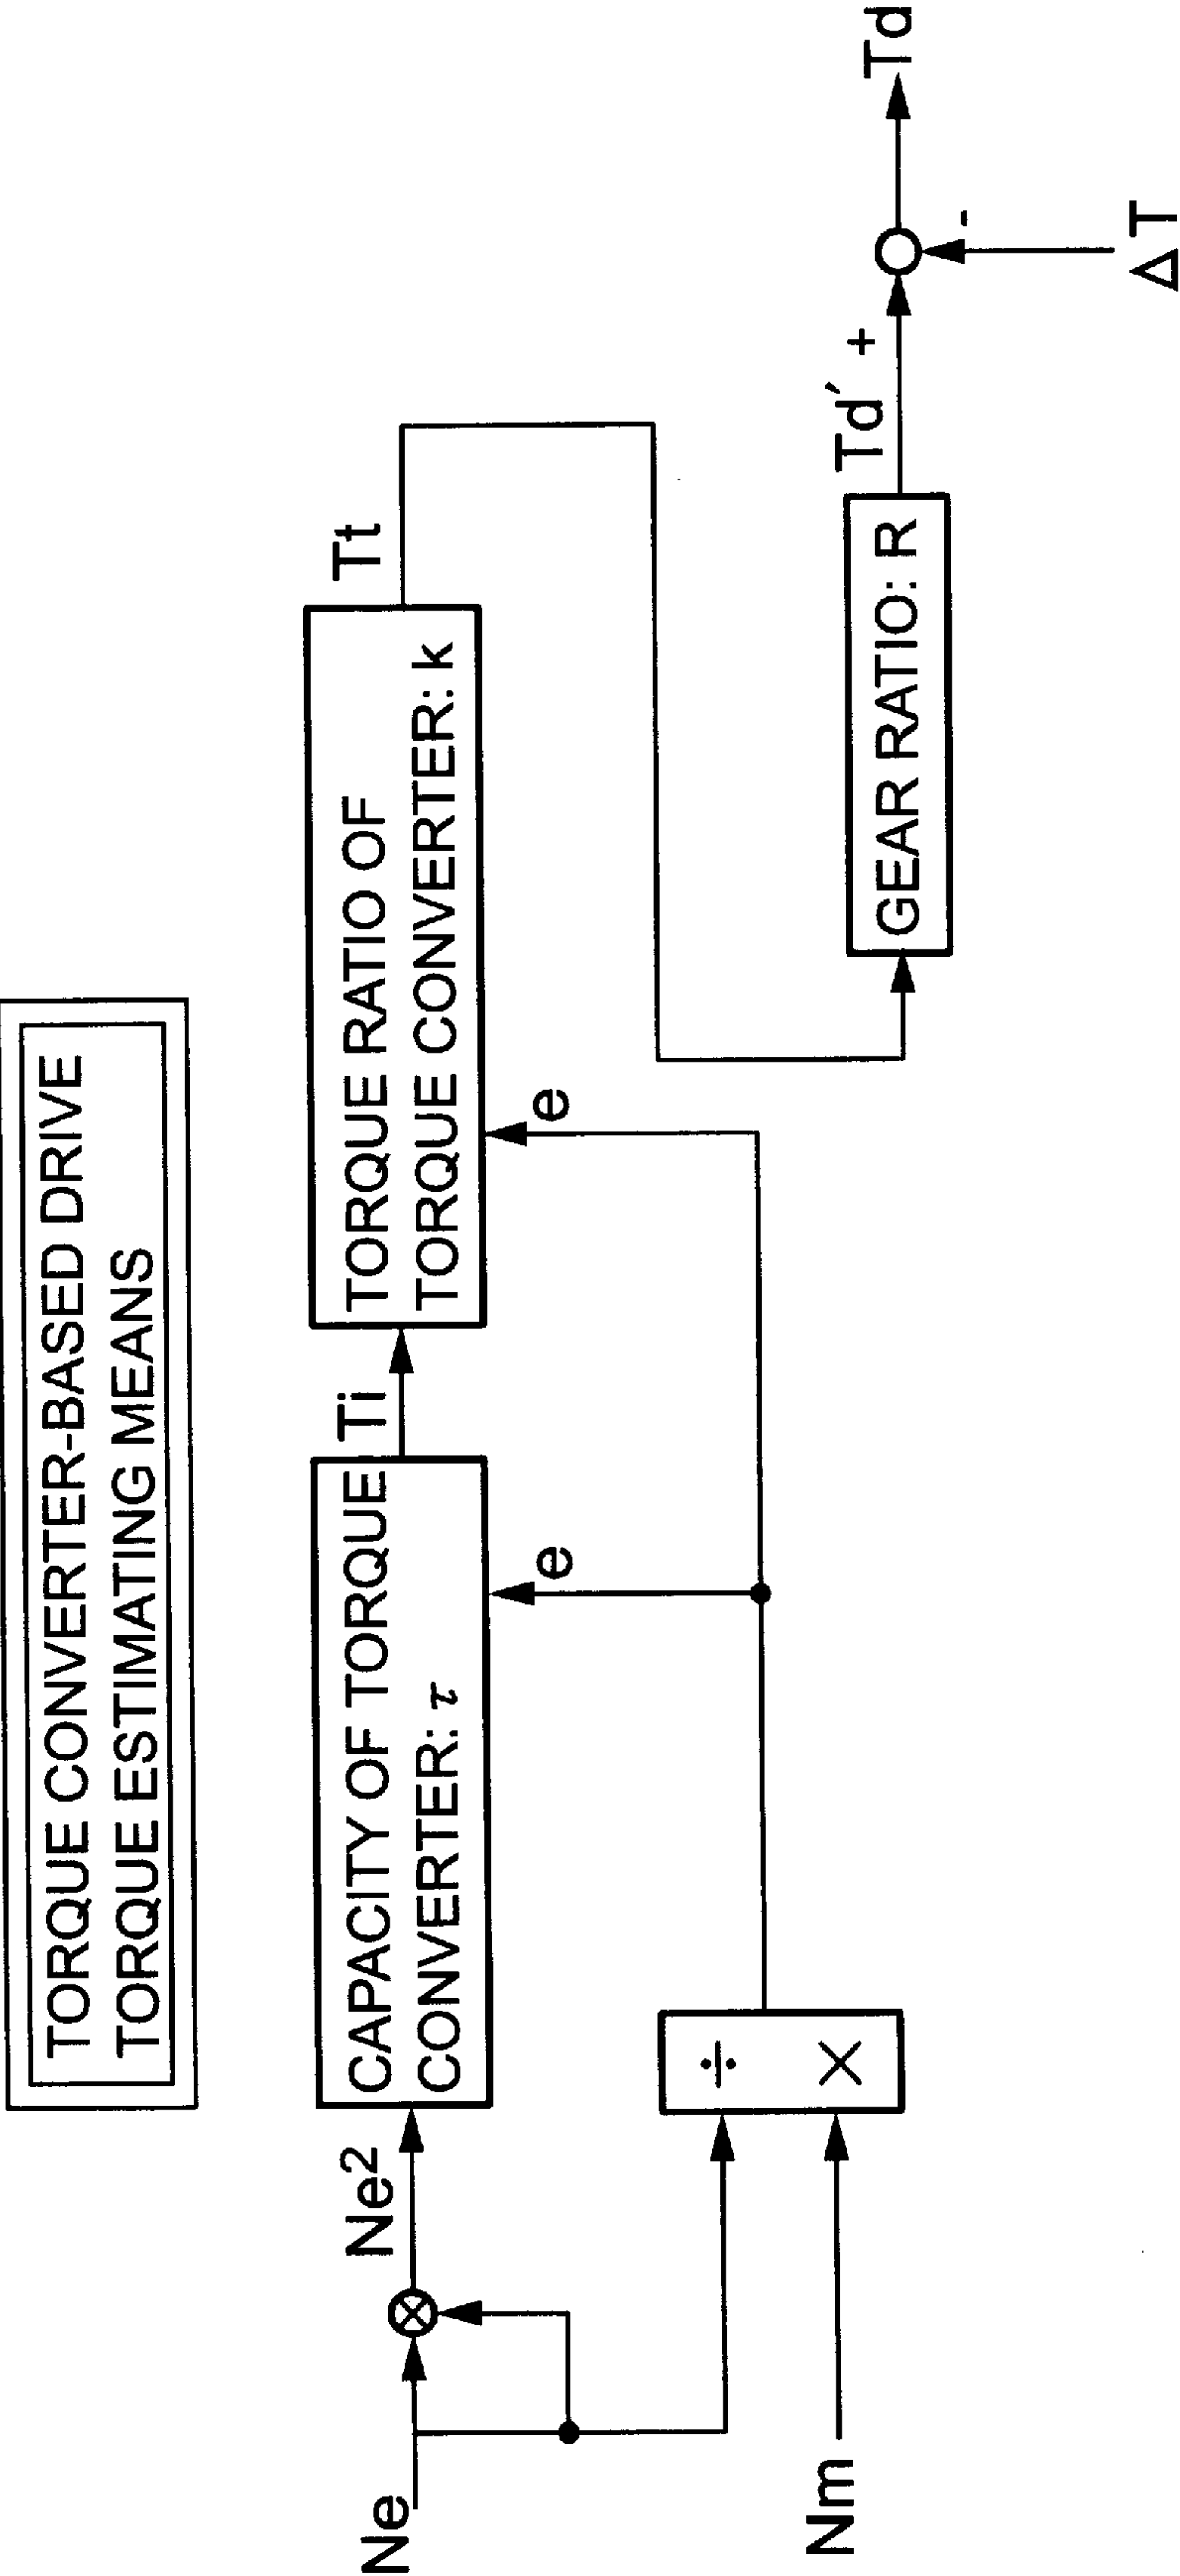 TORQUE CONVERTER-BASED DRIVE
TORQUE ESTIMATING MEANS
Ne
Ne²
CAPACITY OF TORQUE
CONVERTER: τ
Ti
TORQUE RATIO OF
TORQUE CONVERTER: k
Tt
e
e
Nm
÷
×
GEAR RATIO: R
Td′
+
-
Td
ΔT